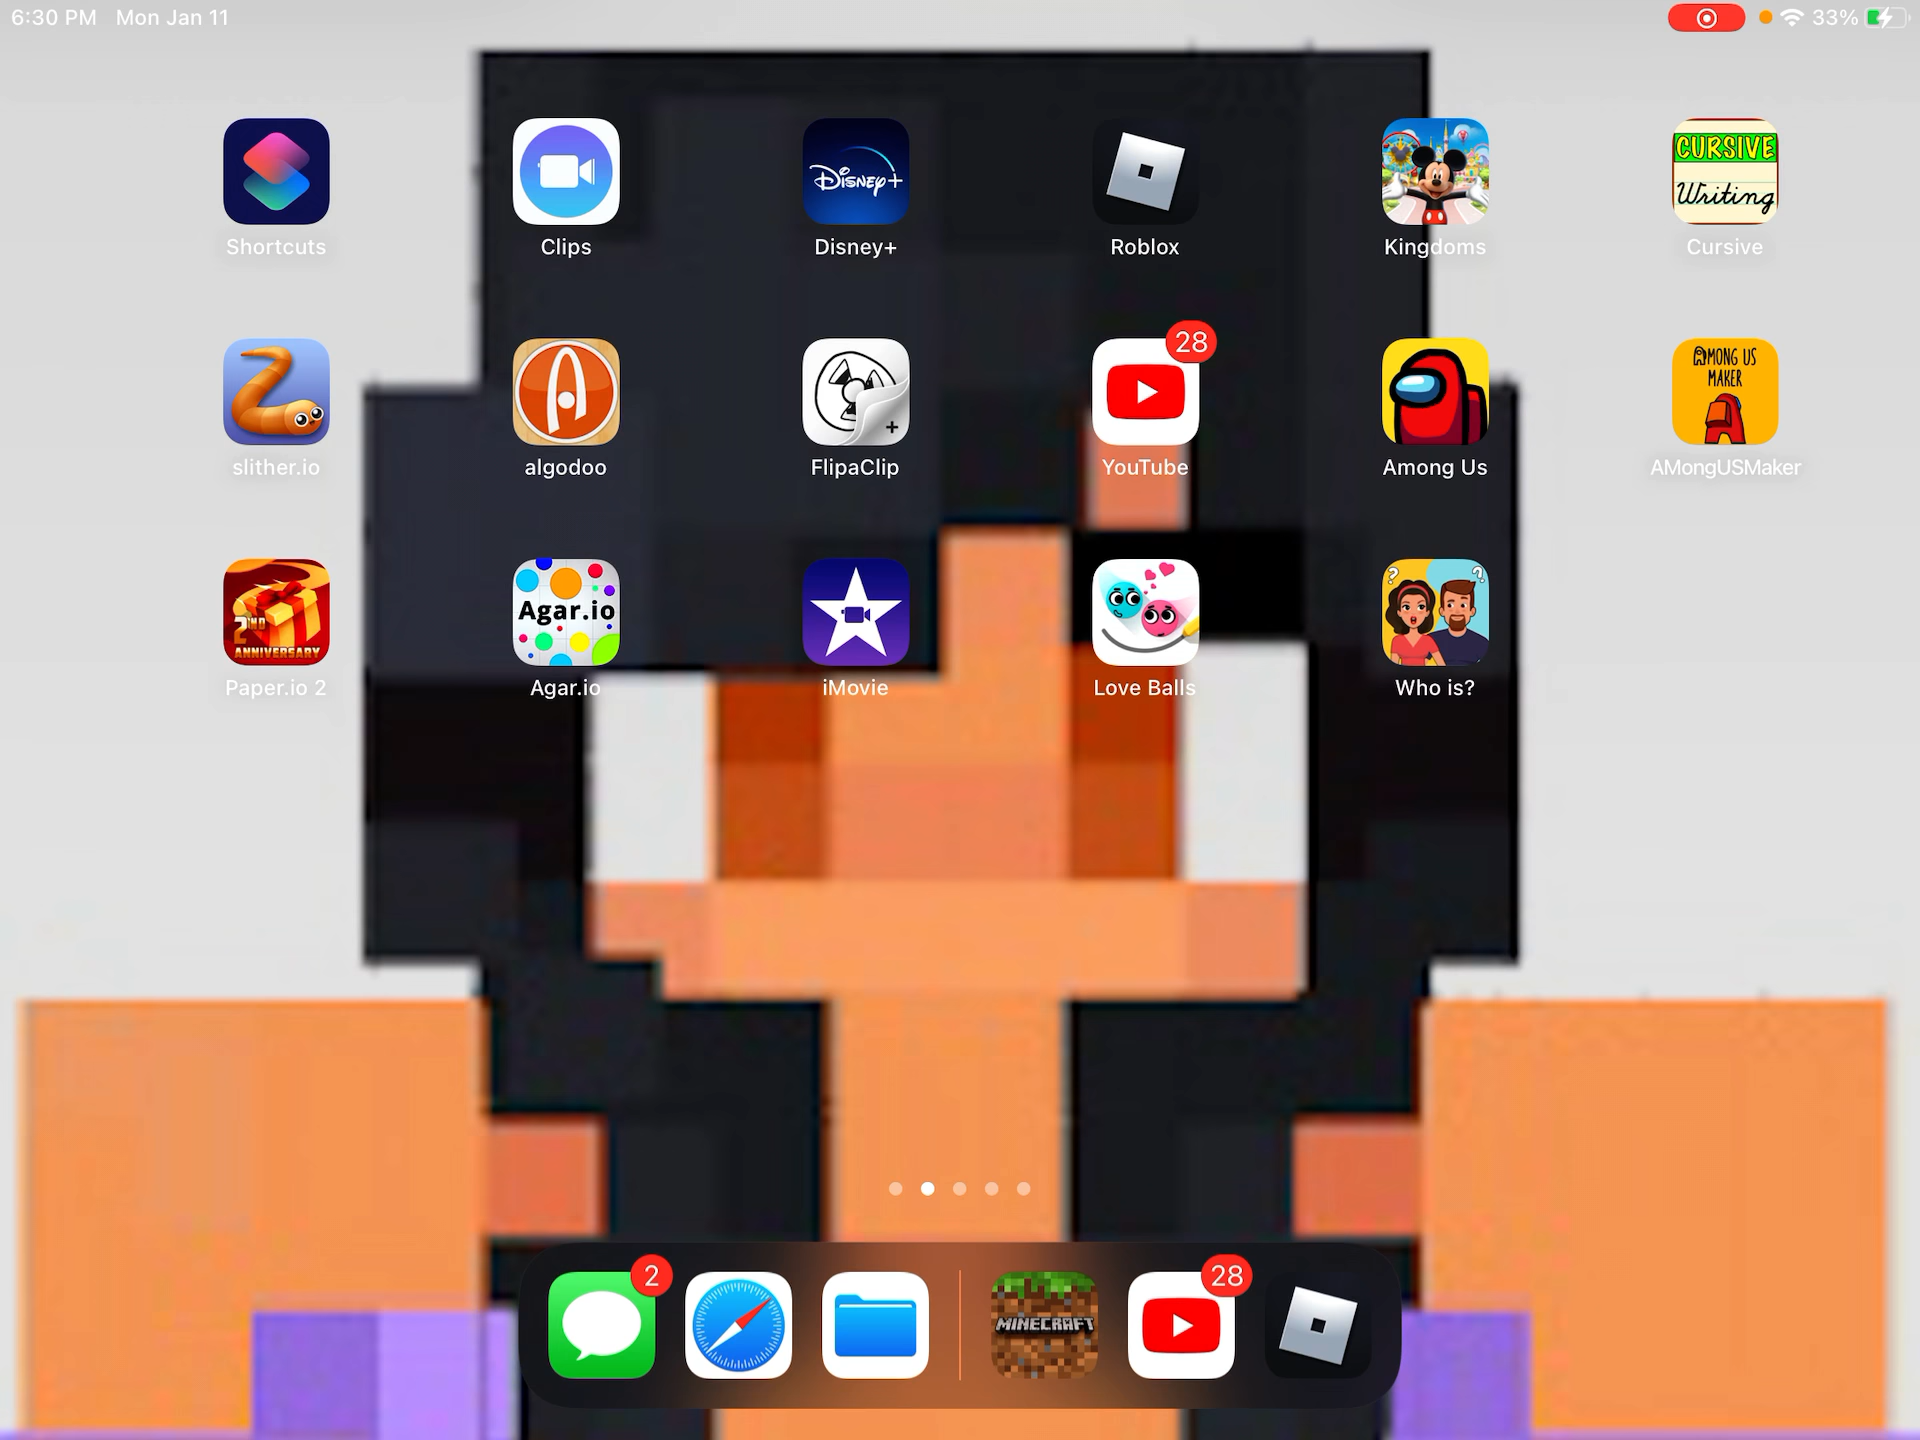 6:30 PM Mon Jan 11
33%
CURSIVE
Writing
Disney+
Shortcuts
Clips
Disney+
Roblox
Kingdoms
Cursive
28
AMONG US
MAKER
slither.io
algodoo
FlipaClip
YouTube
Among Us
AMongUSMaker
2ND
ANNIVERSARY
Agar.io
Paper.io 2
Agar.io
iMovie
Love Balls
Who is?
2
28
MINECRAFT